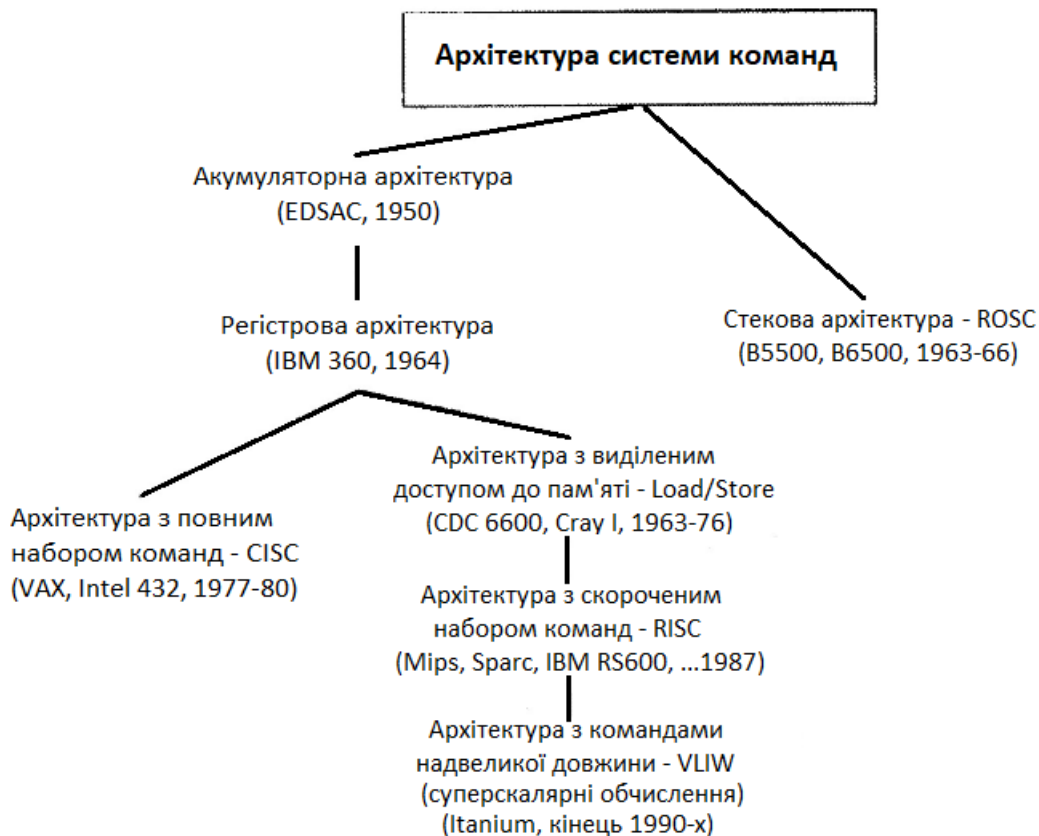 Архітектура системи команд
Акумуляторна архітектура
(EDSAC, 1950)
Регістрова архітектура
(IBM 360, 1964)
Стекова архітектура - ROSC
(B5500, B6500, 1963-66)
Архітектура з повним
набором команд - CISC
(VAX, Intel 432, 1977-80)
Архітектура з виділеним
доступом до пам'яті - Load/Store
(CDC 6600, Cray I, 1963-76)
Архітектура з скороченим
набором команд - RISC
(Mips, Sparc, IBM RS600, ...1987)
Архітектура з командами
надвеликої довжини - VLIW
(суперскалярні обчислення)
(Itanium, кінець 1990-х)